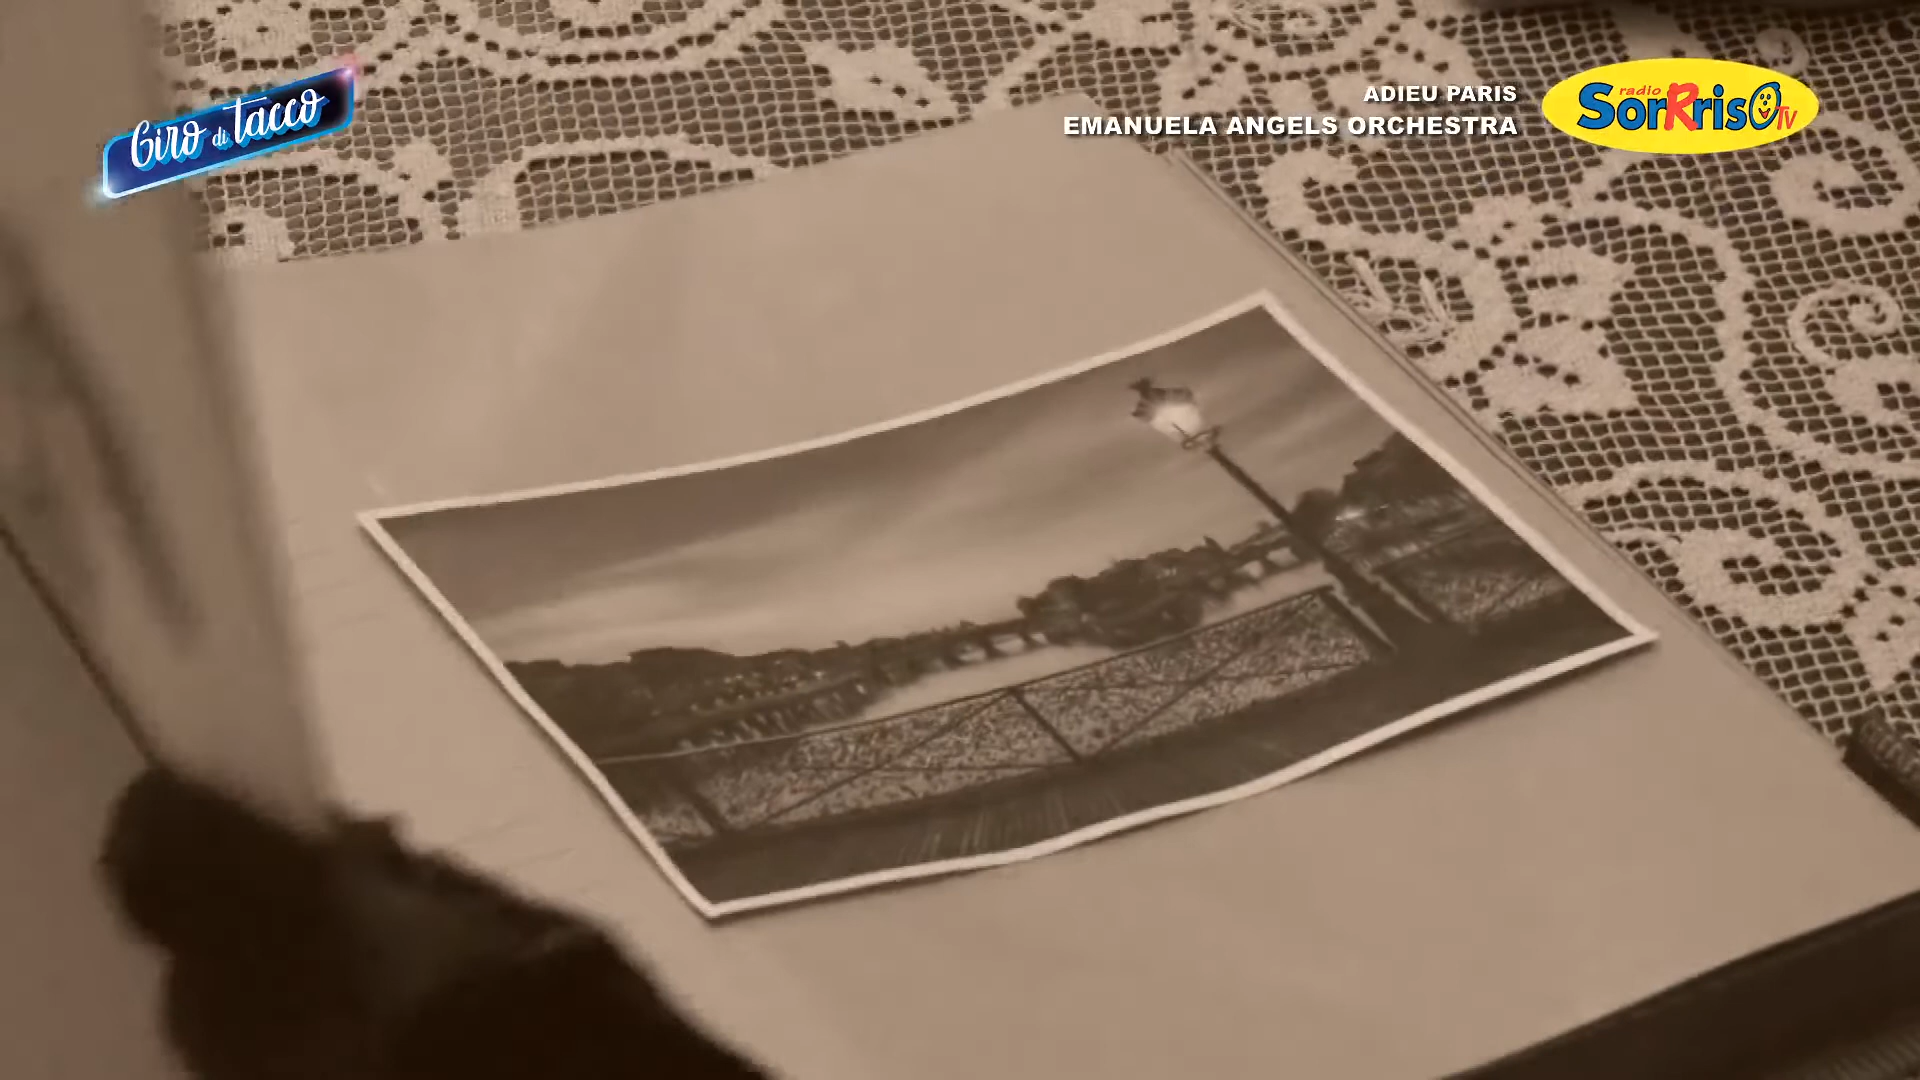 Giro di tacco
ADIEU PARIS
EMANUELA ANGELS ORCHESTRA
radio
SorRriso TV